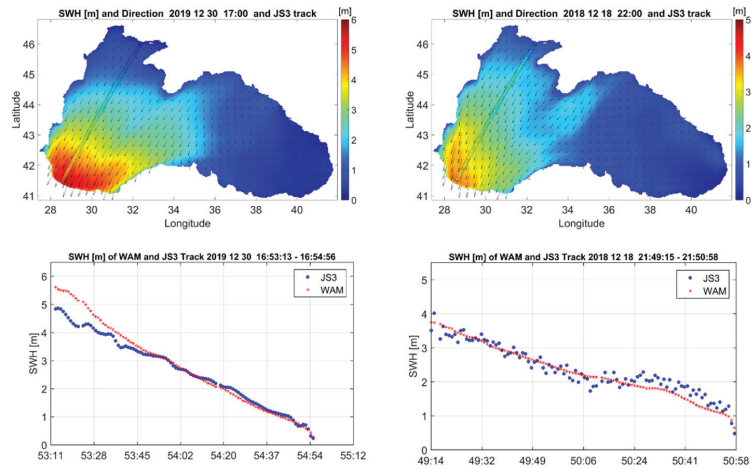 SWH [m] and Direction 2019 12 30 17:00 and JS3 track
[m]
6
5
4
3
2
1
0
46
45
44
43
42
41
Latitude
28 30 32 34 36 38 40
Longitude
SWH [m] and Direction 2018 12 18 22:00 and JS3 track
[m]
5
4
3
2
1
0
46
45
44
43
42
41
Latitude
28 30 32 34 36 38 40
Longitude
SWH [m] of WAM and JS3 Track 2019 12 30 16:53:13 - 16:54:56
JS3
WAM
6
5
4
3
2
1
0
SWH [m]
53:11 53:28 53:45 54:02 54:20 54:37 54:54 55:12
SWH [m] of WAM and JS3 Track 2018 12 18 21:49:15 - 21:50:58
JS3
WAM
5
4
3
2
1
0
SWH [m]
49:14 49:32 49:49 50:06 50:24 50:41 50:58